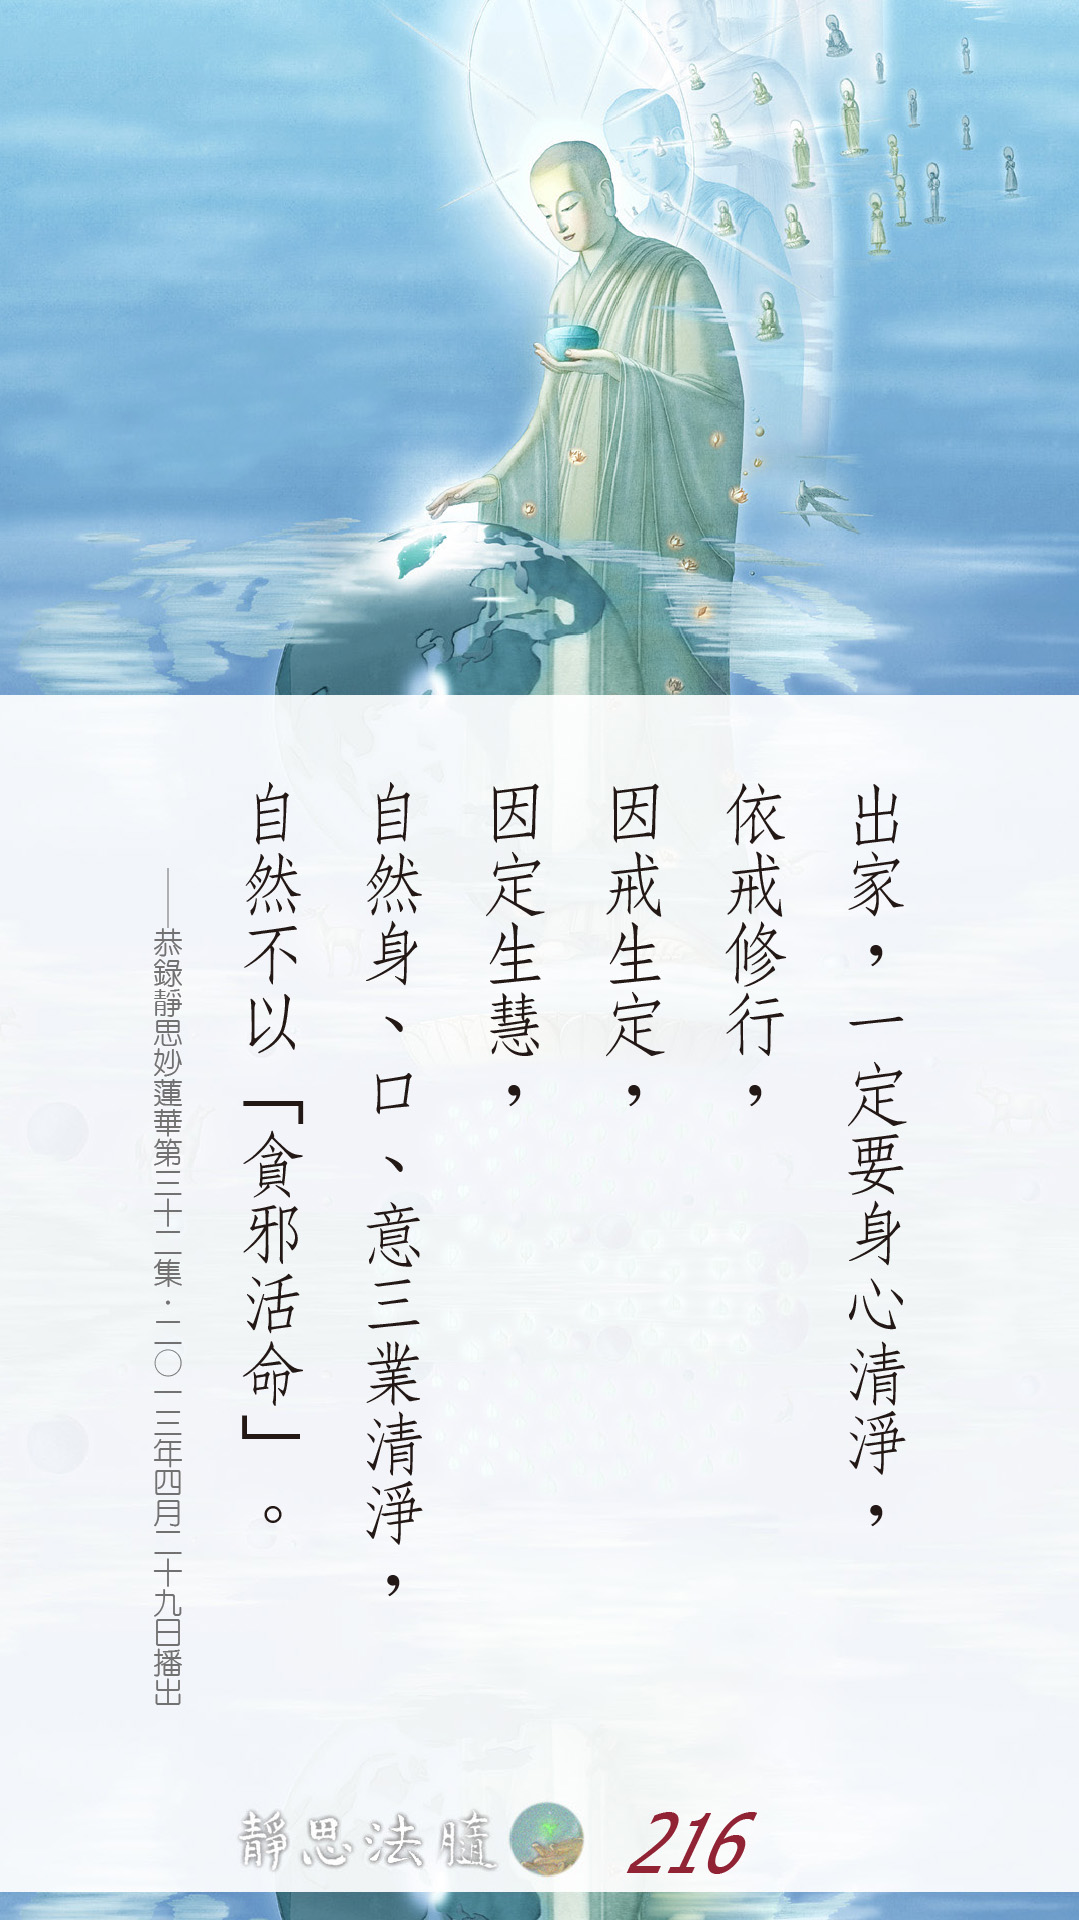 出家，一定要身心清淨，
依戒修行，
因戒生定，
因定生慧，
自然身、口、意三業清淨，
自然不以「貪邪活命」。
——恭錄靜思妙蓮華第三十二集．二〇一三年四月二十九日播出
靜思法髓
216